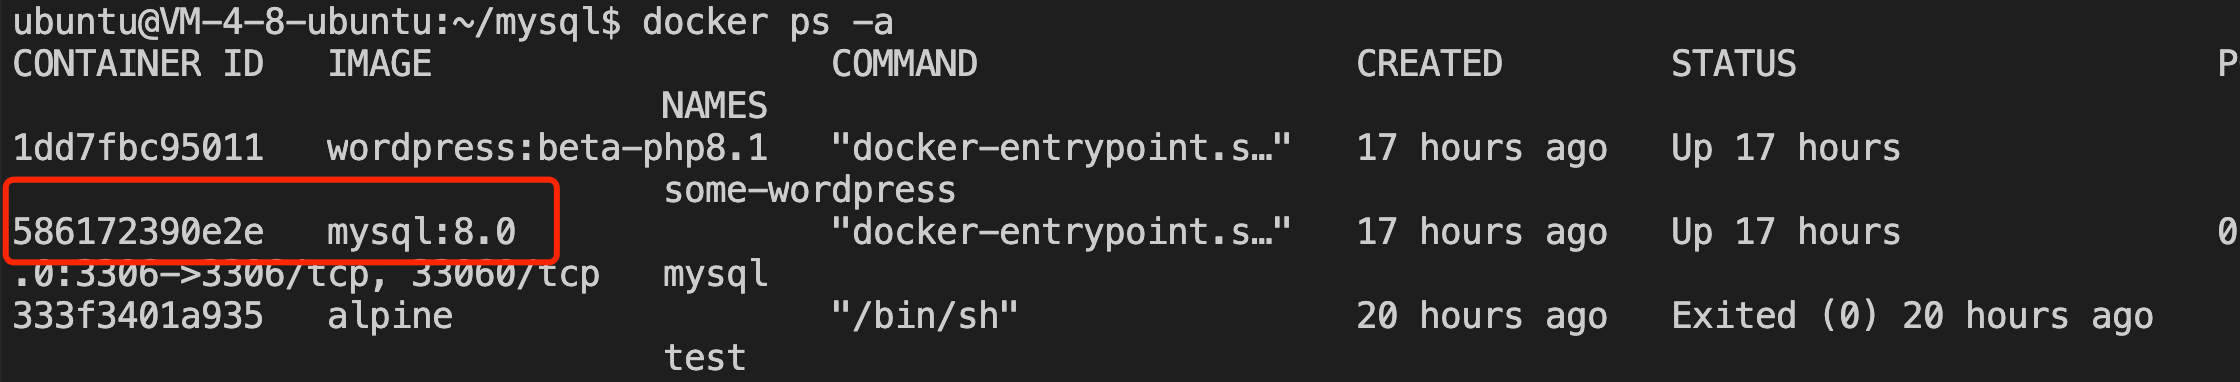 ubuntu@VM-4-8-ubuntu:~/mysql$ docker ps -a
CONTAINER ID   IMAGE                   COMMAND                  CREATED        STATUS                    P
NAMES
1dd7fbc95011   wordpress:beta-php8.1   "docker-entrypoint.s…"   17 hours ago   Up 17 hours
some-wordpress
586172390e2e   mysql:8.0               "docker-entrypoint.s…"   17 hours ago   Up 17 hours               0
.0:3306->3306/tcp, 33060/tcp   mysql
333f3401a935   alpine                  "/bin/sh"                20 hours ago   Exited (0) 20 hours ago
test